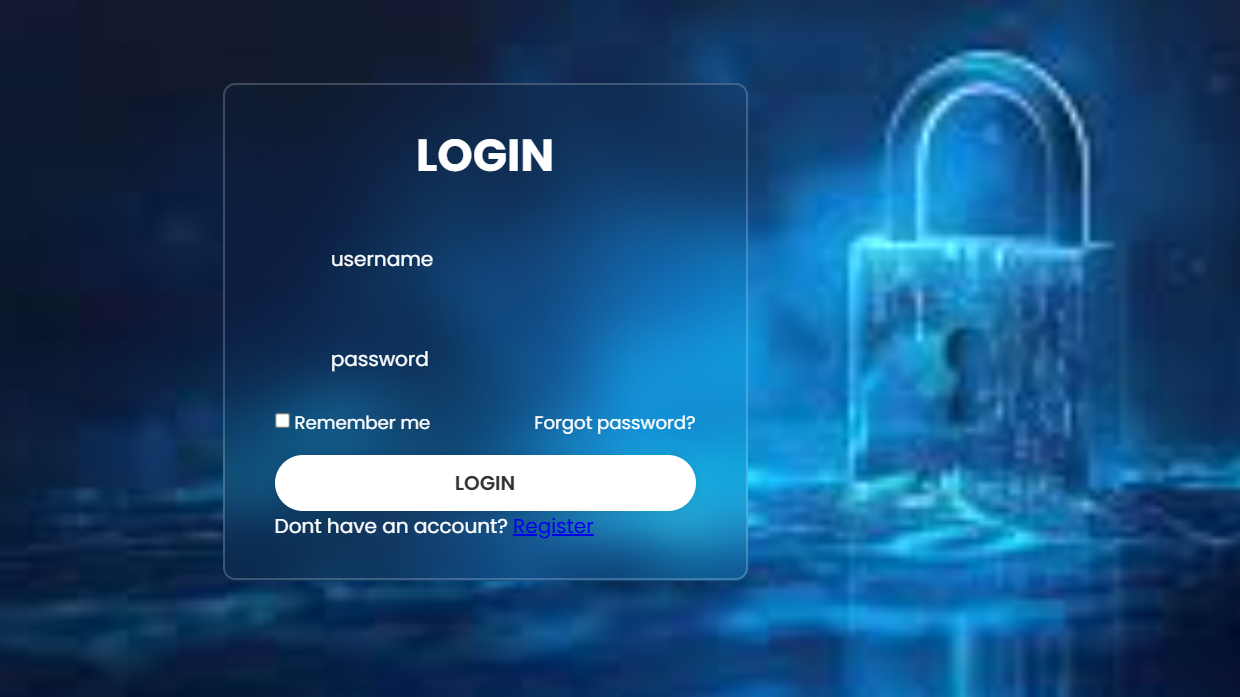 LOGIN
username
password
Remember me Forgot password?
LOGIN
Dont have an account? Register